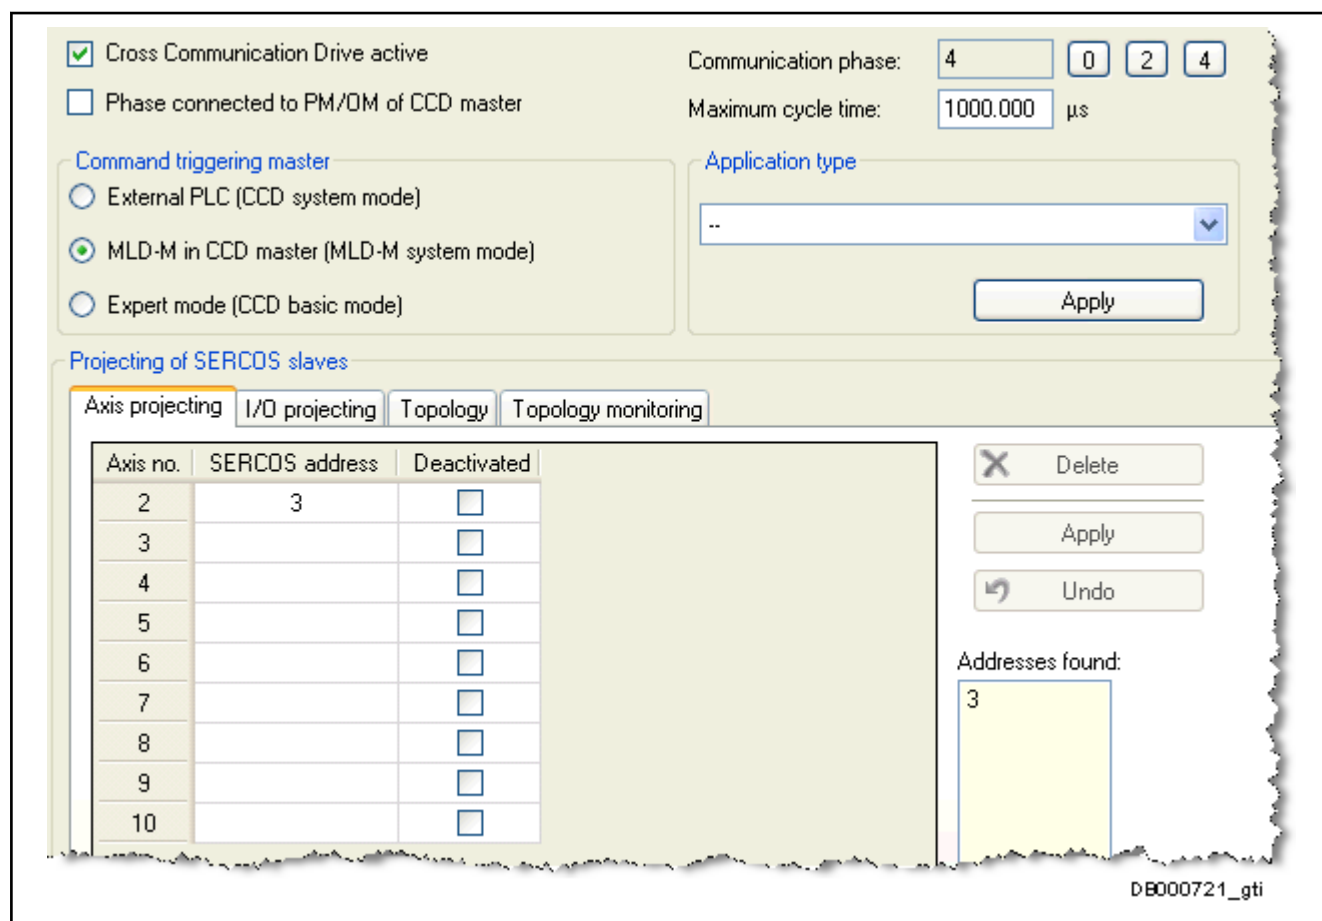 Cross Communication Drive active
Communication phase: 4 0 2 4
Phase connected to PM/OM of CCD master
Maximum cycle time: 1000.000 µs
Command triggering master
Application type
External PLC (CCD system mode)
--
MLD-M in CCD master (MLD-M system mode)
Expert mode (CCD basic mode)
Apply
Projecting of SERCOS slaves
Axis projecting I/O projecting Topology Topology monitoring
Axis no. SERCOS address Deactivated
Delete
2 3
3
Apply
4
Undo
5
6
Addresses found:
7
3
8
9
10
DB000721_gti